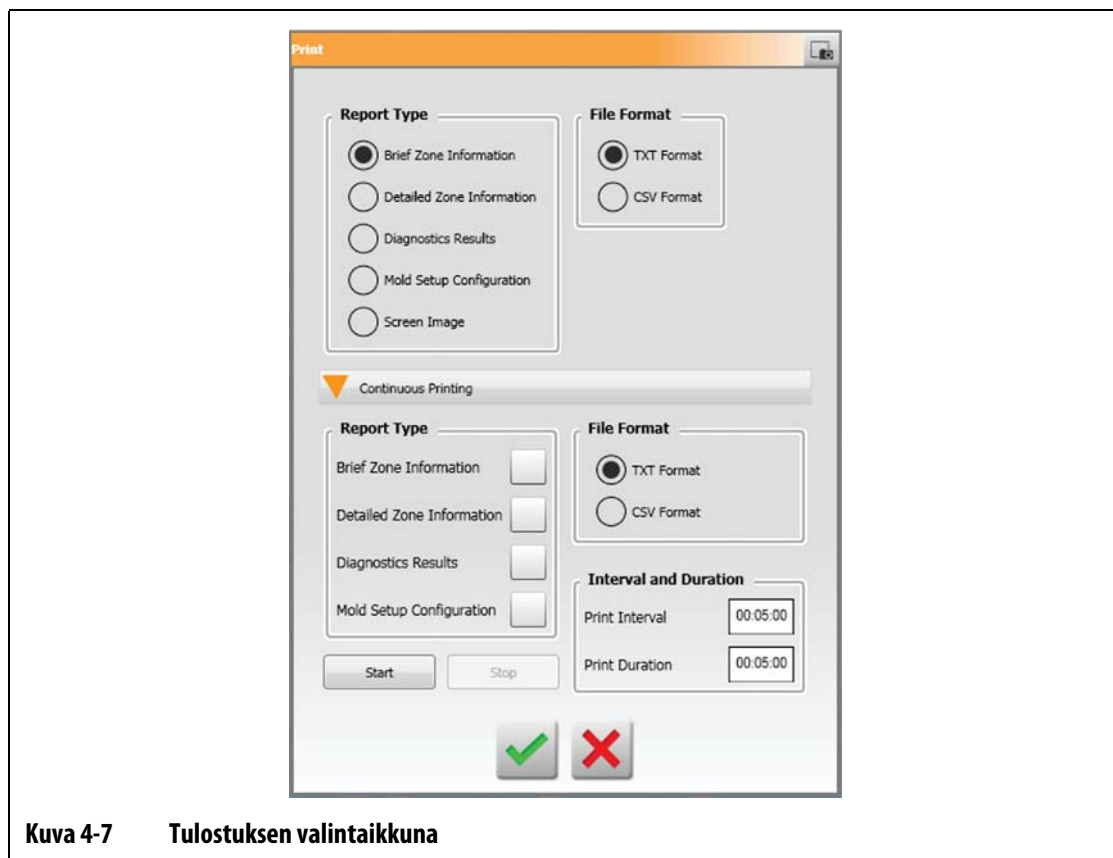 Print
Report Type
Brief Zone Information
Detailed Zone Information
Diagnostics Results
Mold Setup Configuration
Screen Image
File Format
TXT Format
CSV Format
Continuous Printing
Report Type
Brief Zone Information
Detailed Zone Information
Diagnostics Results
Mold Setup Configuration
File Format
TXT Format
CSV Format
Interval and Duration
Print Interval 00:05:00
Print Duration 00:05:00
Start Stop
Kuva 4-7 Tulostuksen valintaikkuna